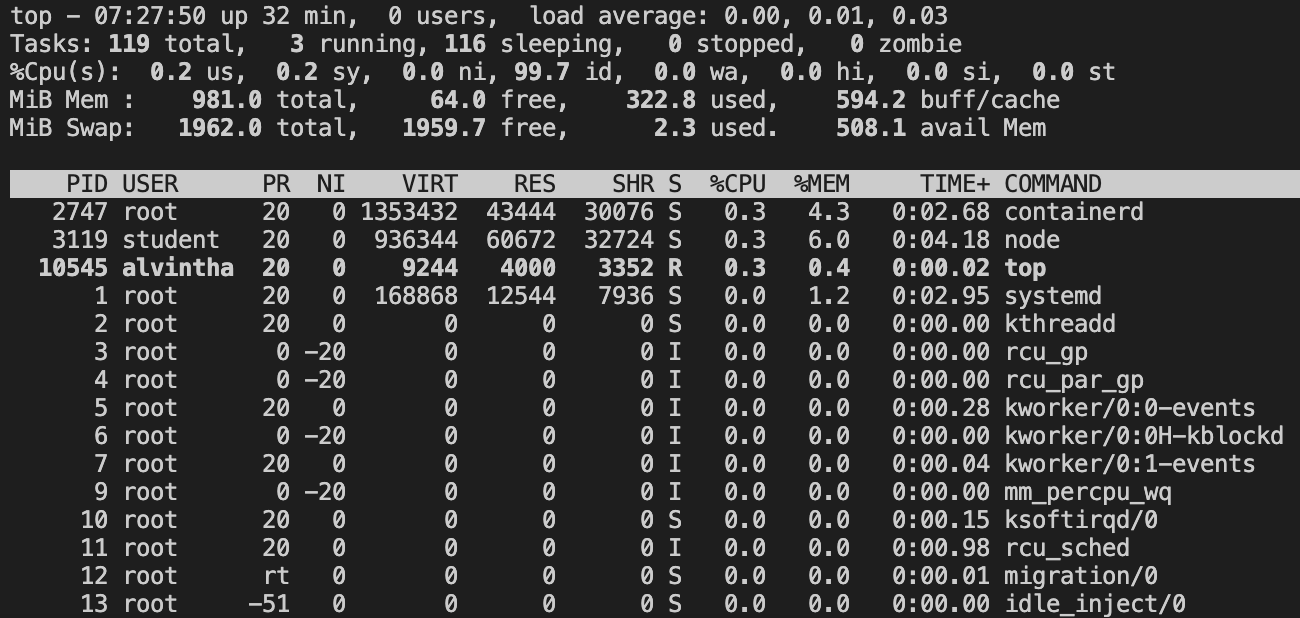 top - 07:27:50 up 32 min,  0 users,  load average: 0.00, 0.01, 0.03
Tasks: 119 total,   3 running, 116 sleeping,   0 stopped,   0 zombie
%Cpu(s):  0.2 us,  0.2 sy,  0.0 ni, 99.7 id,  0.0 wa,  0.0 hi,  0.0 si,  0.0 st
MiB Mem :    981.0 total,     64.0 free,    322.8 used,    594.2 buff/cache
MiB Swap:   1962.0 total,   1959.7 free,      2.3 used.    508.1 avail Mem
    PID USER      PR  NI    VIRT    RES    SHR S  %CPU  %MEM     TIME+ COMMAND
   2747 root      20   0 1353432  43444  30076 S   0.3   4.3   0:02.68 containerd
   3119 student   20   0  936344  60672  32724 S   0.3   6.0   0:04.18 node
  10545 alvintha  20   0    9244   4000   3352 R   0.3   0.4   0:00.02 top
      1 root      20   0  168868  12544   7936 S   0.0   1.2   0:02.95 systemd
      2 root      20   0       0      0      0 S   0.0   0.0   0:00.00 kthreadd
      3 root       0 -20       0      0      0 I   0.0   0.0   0:00.00 rcu_gp
      4 root       0 -20       0      0      0 I   0.0   0.0   0:00.00 rcu_par_gp
      5 root      20   0       0      0      0 I   0.0   0.0   0:00.28 kworker/0:0-events
      6 root       0 -20       0      0      0 I   0.0   0.0   0:00.00 kworker/0:0H-kblockd
      7 root      20   0       0      0      0 I   0.0   0.0   0:00.04 kworker/0:1-events
      9 root       0 -20       0      0      0 I   0.0   0.0   0:00.00 mm_percpu_wq
     10 root      20   0       0      0      0 S   0.0   0.0   0:00.15 ksoftirqd/0
     11 root      20   0       0      0      0 I   0.0   0.0   0:00.98 rcu_sched
     12 root      rt   0       0      0      0 S   0.0   0.0   0:00.01 migration/0
     13 root     -51   0       0      0      0 S   0.0   0.0   0:00.00 idle_inject/0